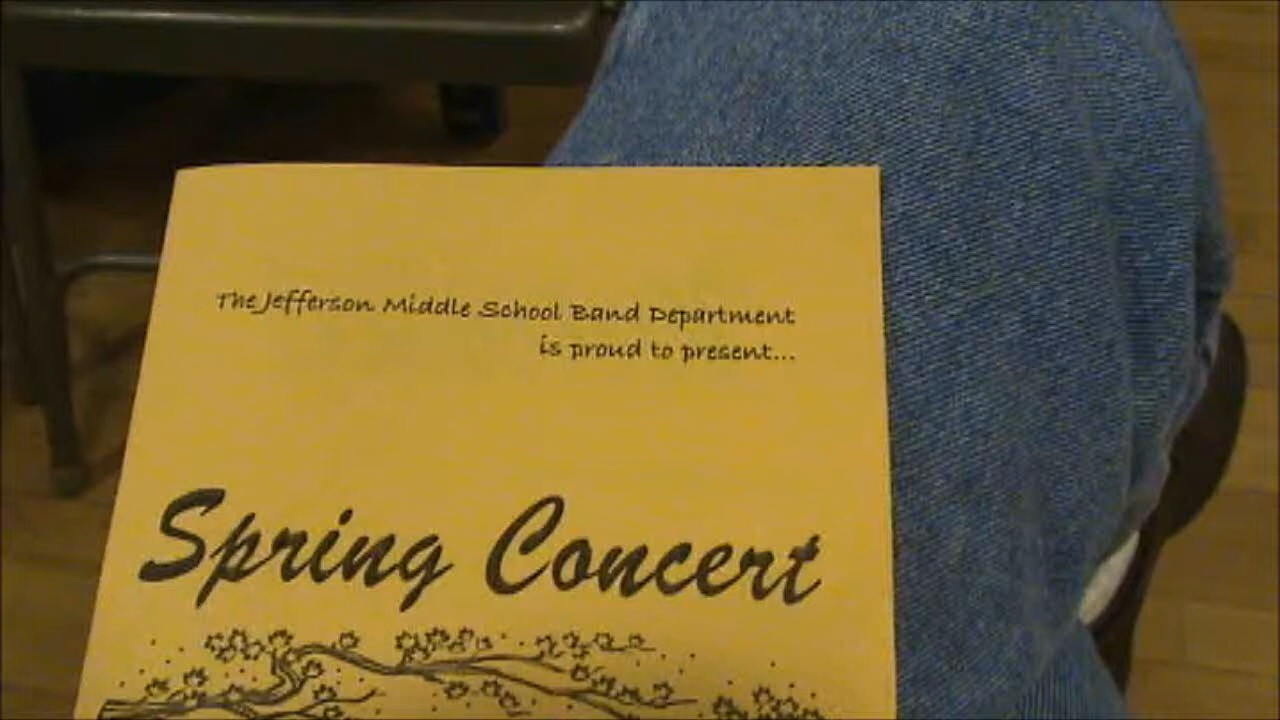 The Jefferson Middle School Band Department
is proud to present...
Spring Concert